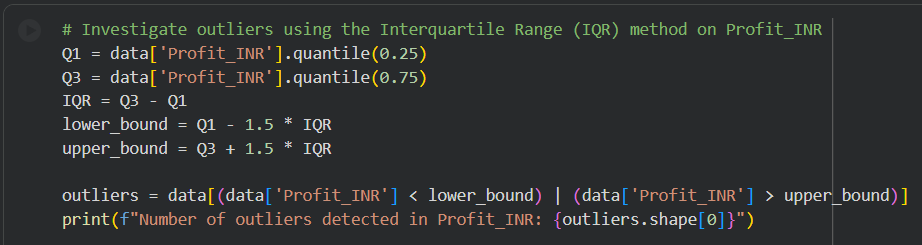 # Investigate outliers using the Interquartile Range (IQR) method on Profit_INR
Q1 = data['Profit_INR'].quantile(0.25)
Q3 = data['Profit_INR'].quantile(0.75)
IQR = Q3 - Q1
lower_bound = Q1 - 1.5 * IQR
upper_bound = Q3 + 1.5 * IQR

outliers = data[(data['Profit_INR'] < lower_bound) | (data['Profit_INR'] > upper_bound)]
print(f"Number of outliers detected in Profit_INR: {outliers.shape[0]}")